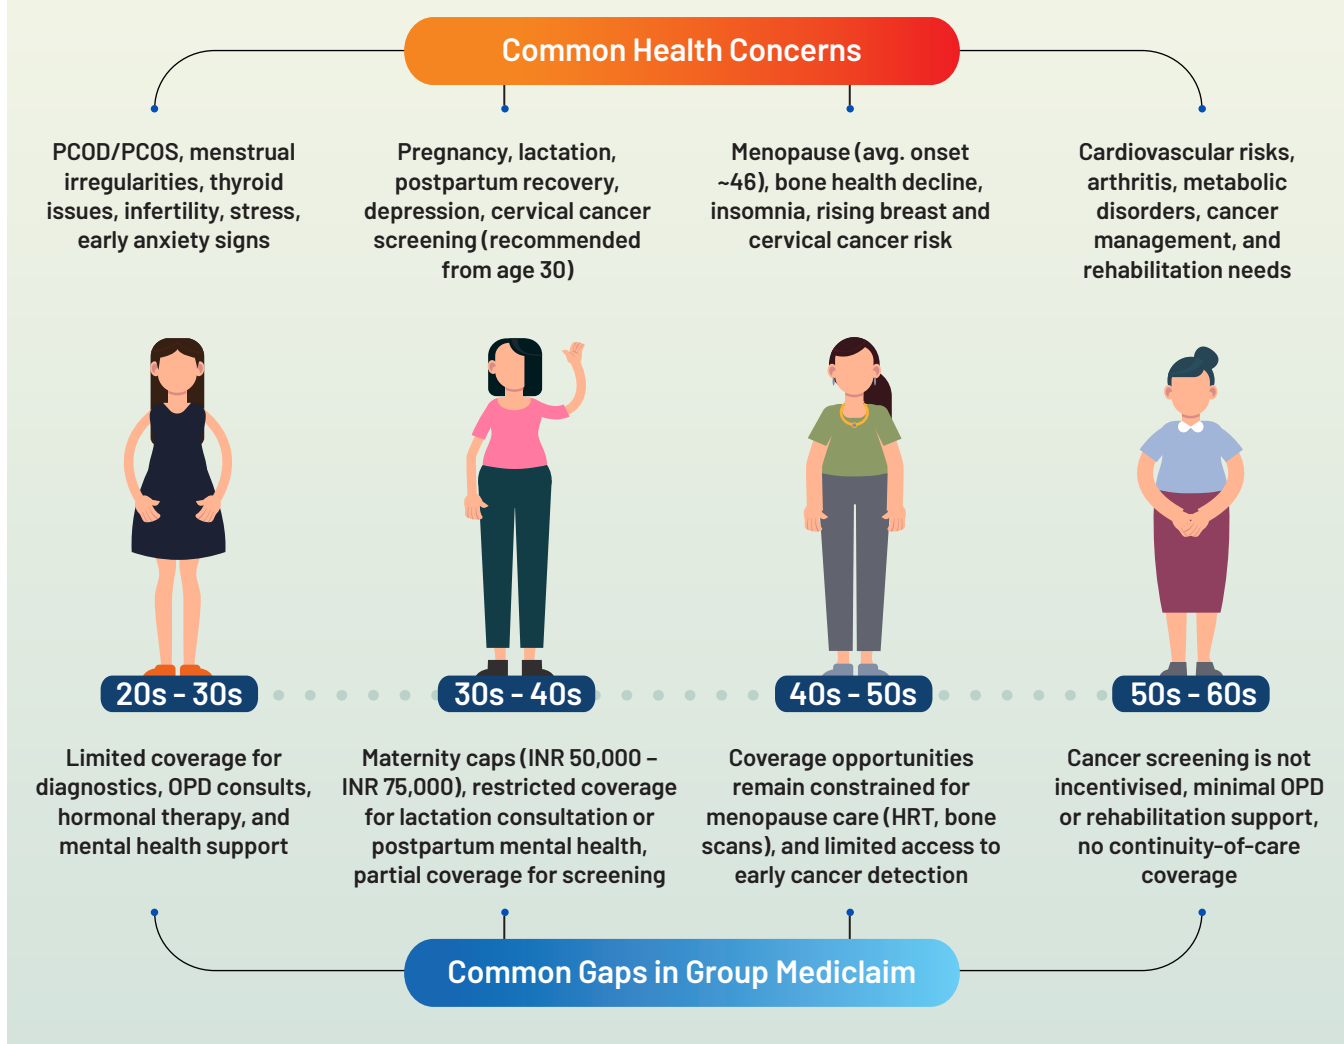 Common Health Concerns
PCOD/PCOS, menstrual
irregularities, thyroid
issues, infertility, stress,
early anxiety signs
Pregnancy, lactation,
postpartum recovery,
depression, cervical cancer
screening (recommended
from age 30)
Menopause (avg. onset
~46), bone health decline,
insomnia, rising breast and
cervical cancer risk
Cardiovascular risks,
arthritis, metabolic
disorders, cancer
management, and
rehabilitation needs
20s - 30s
30s - 40s
40s - 50s
50s - 60s
Limited coverage for
diagnostics, OPD consults,
hormonal therapy, and
mental health support
Maternity caps (INR 50,000 –
INR 75,000), restricted coverage
for lactation consultation or
postpartum mental health,
partial coverage for screening
Coverage opportunities
remain constrained for
menopause care (HRT, bone
scans), and limited access to
early cancer detection
Cancer screening is not
incentivised, minimal OPD
or rehabilitation support,
no continuity-of-care
coverage
Common Gaps in Group Mediclaim